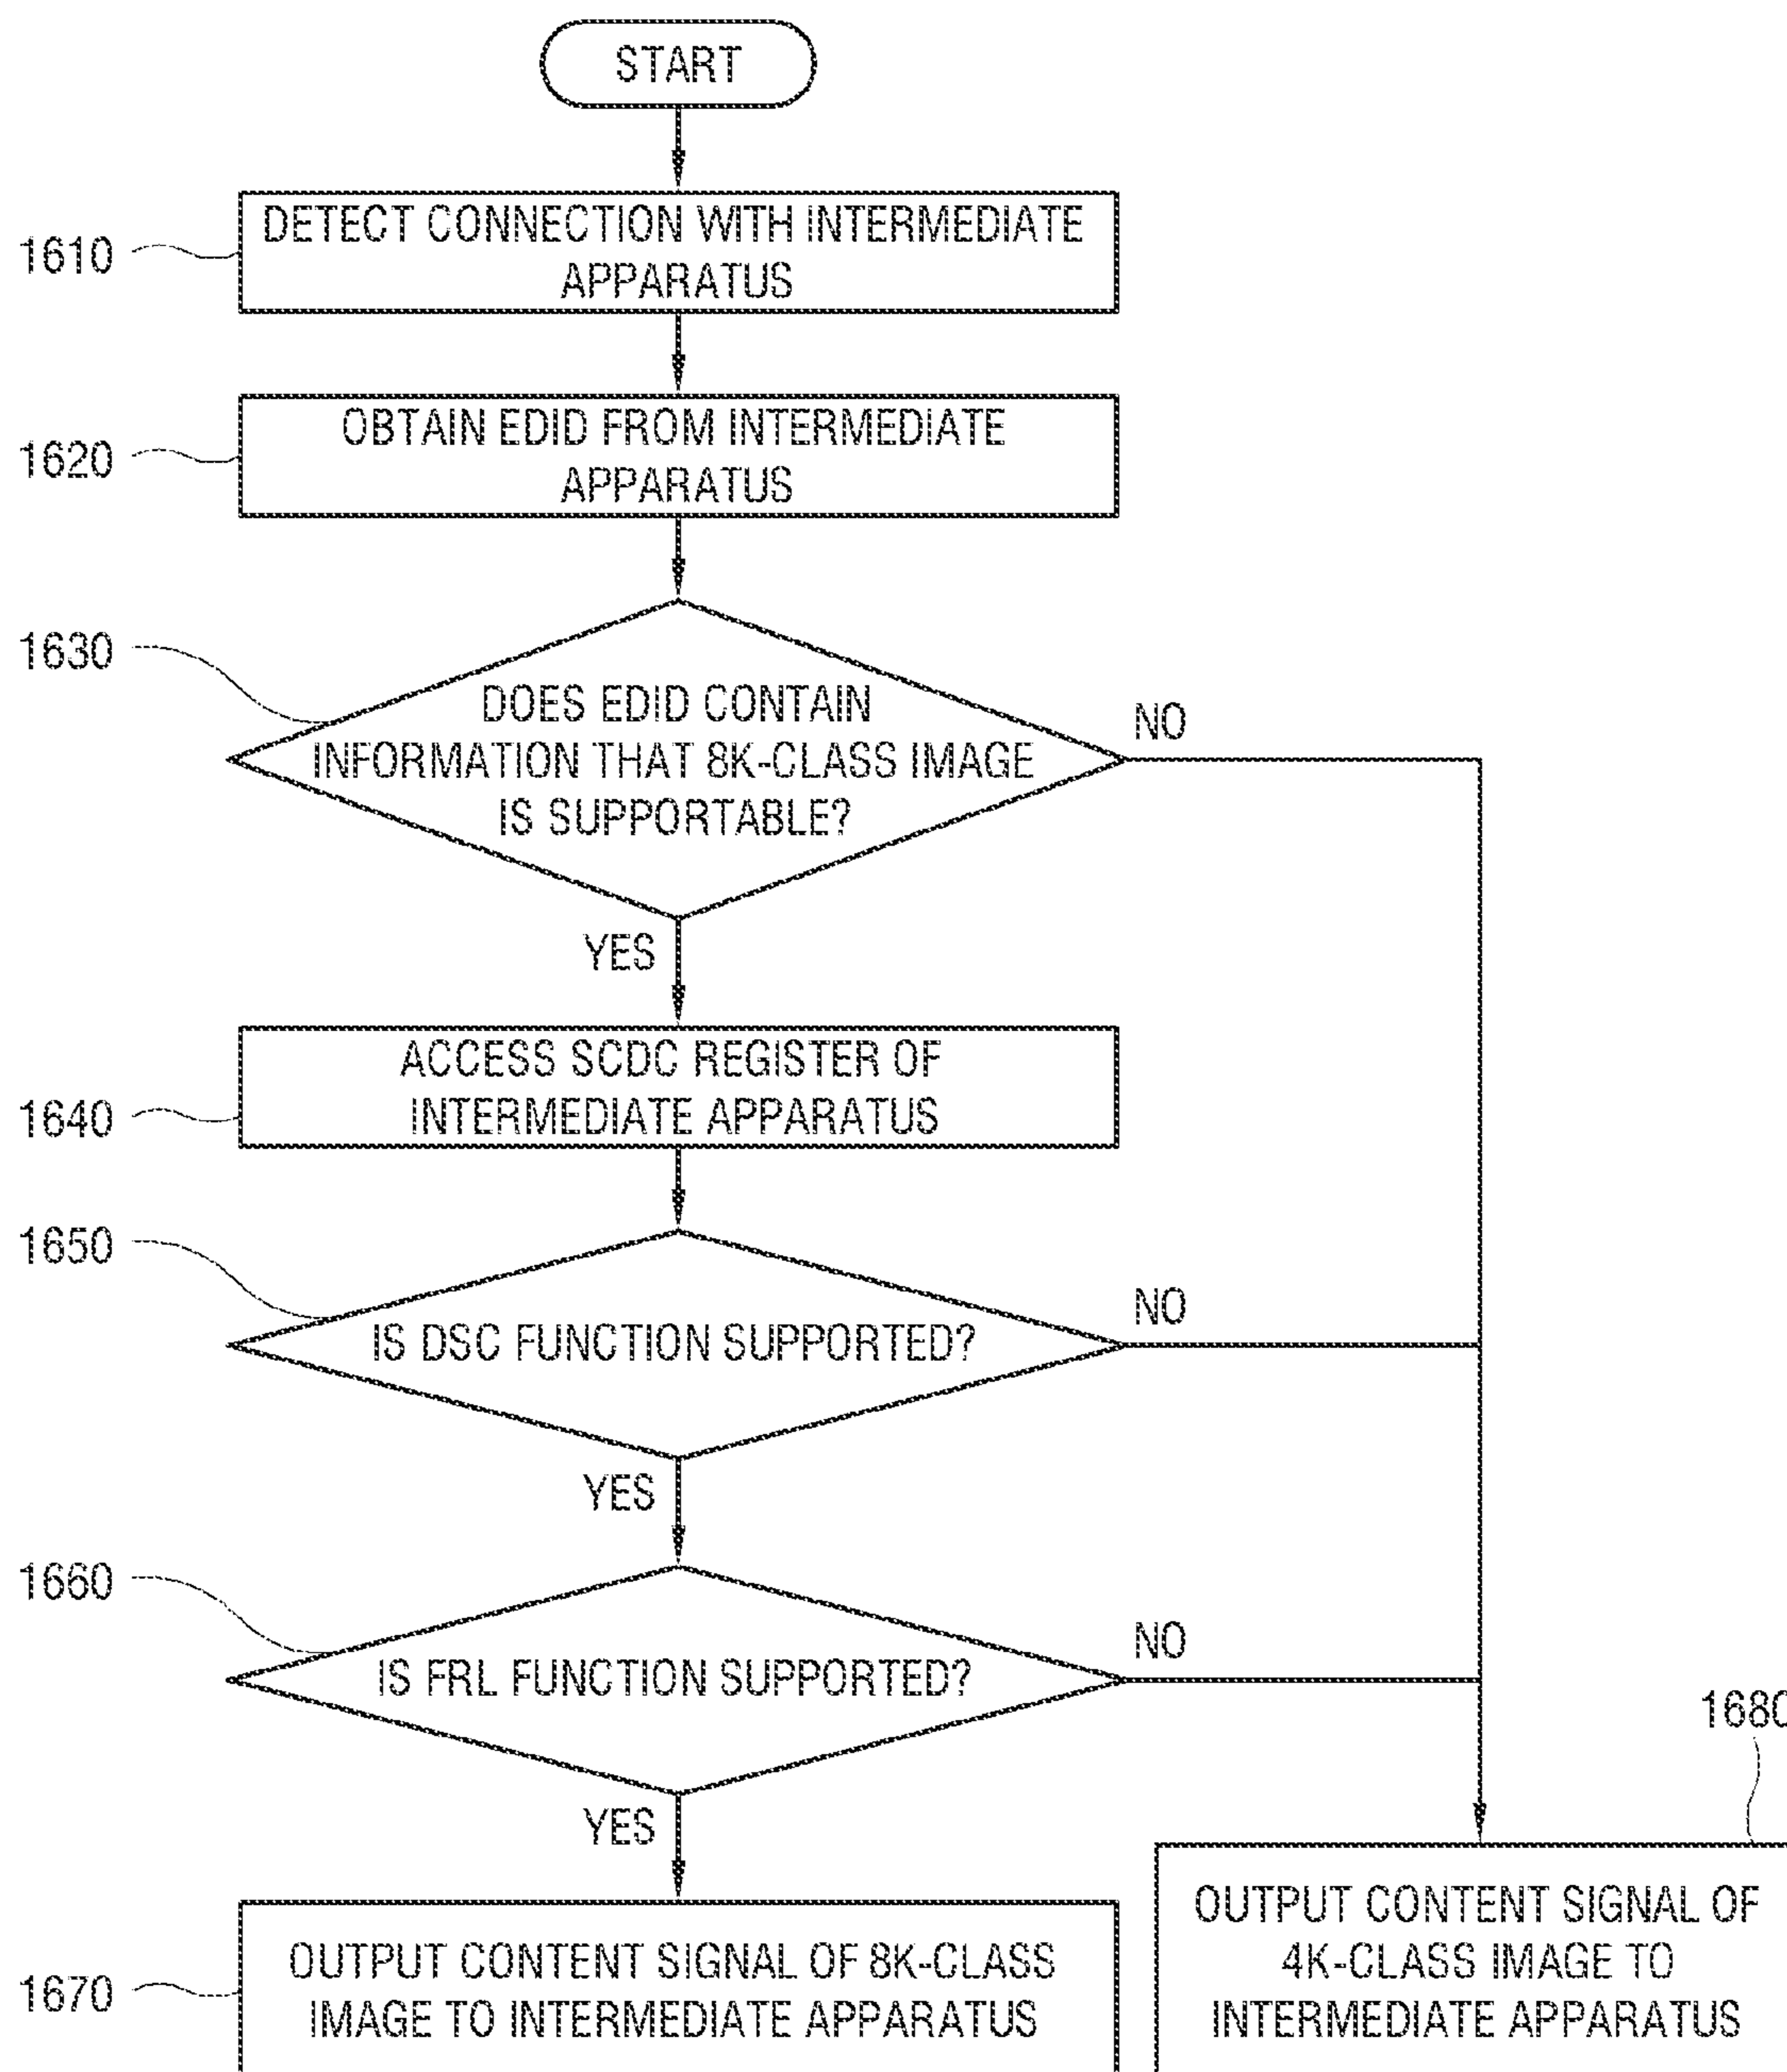 START
1610
DETECT CONNECTION WITH INTERMEDIATE
APPARATUS
1620
OBTAIN EDID FROM INTERMEDIATE
APPARATUS
1630
DOES EDID CONTAIN
INFORMATION THAT 8K-CLASS IMAGE
IS SUPPORTABLE?
NO
YES
1640
ACCESS SCDC REGISTER OF
INTERMEDIATE APPARATUS
1650
IS DSC FUNCTION SUPPORTED?
NO
YES
1660
IS FRL FUNCTION SUPPORTED?
NO
YES
1680
1670
OUTPUT CONTENT SIGNAL OF 8K-CLASS
IMAGE TO INTERMEDIATE APPARATUS
OUTPUT CONTENT SIGNAL OF
4K-CLASS IMAGE TO
INTERMEDIATE APPARATUS